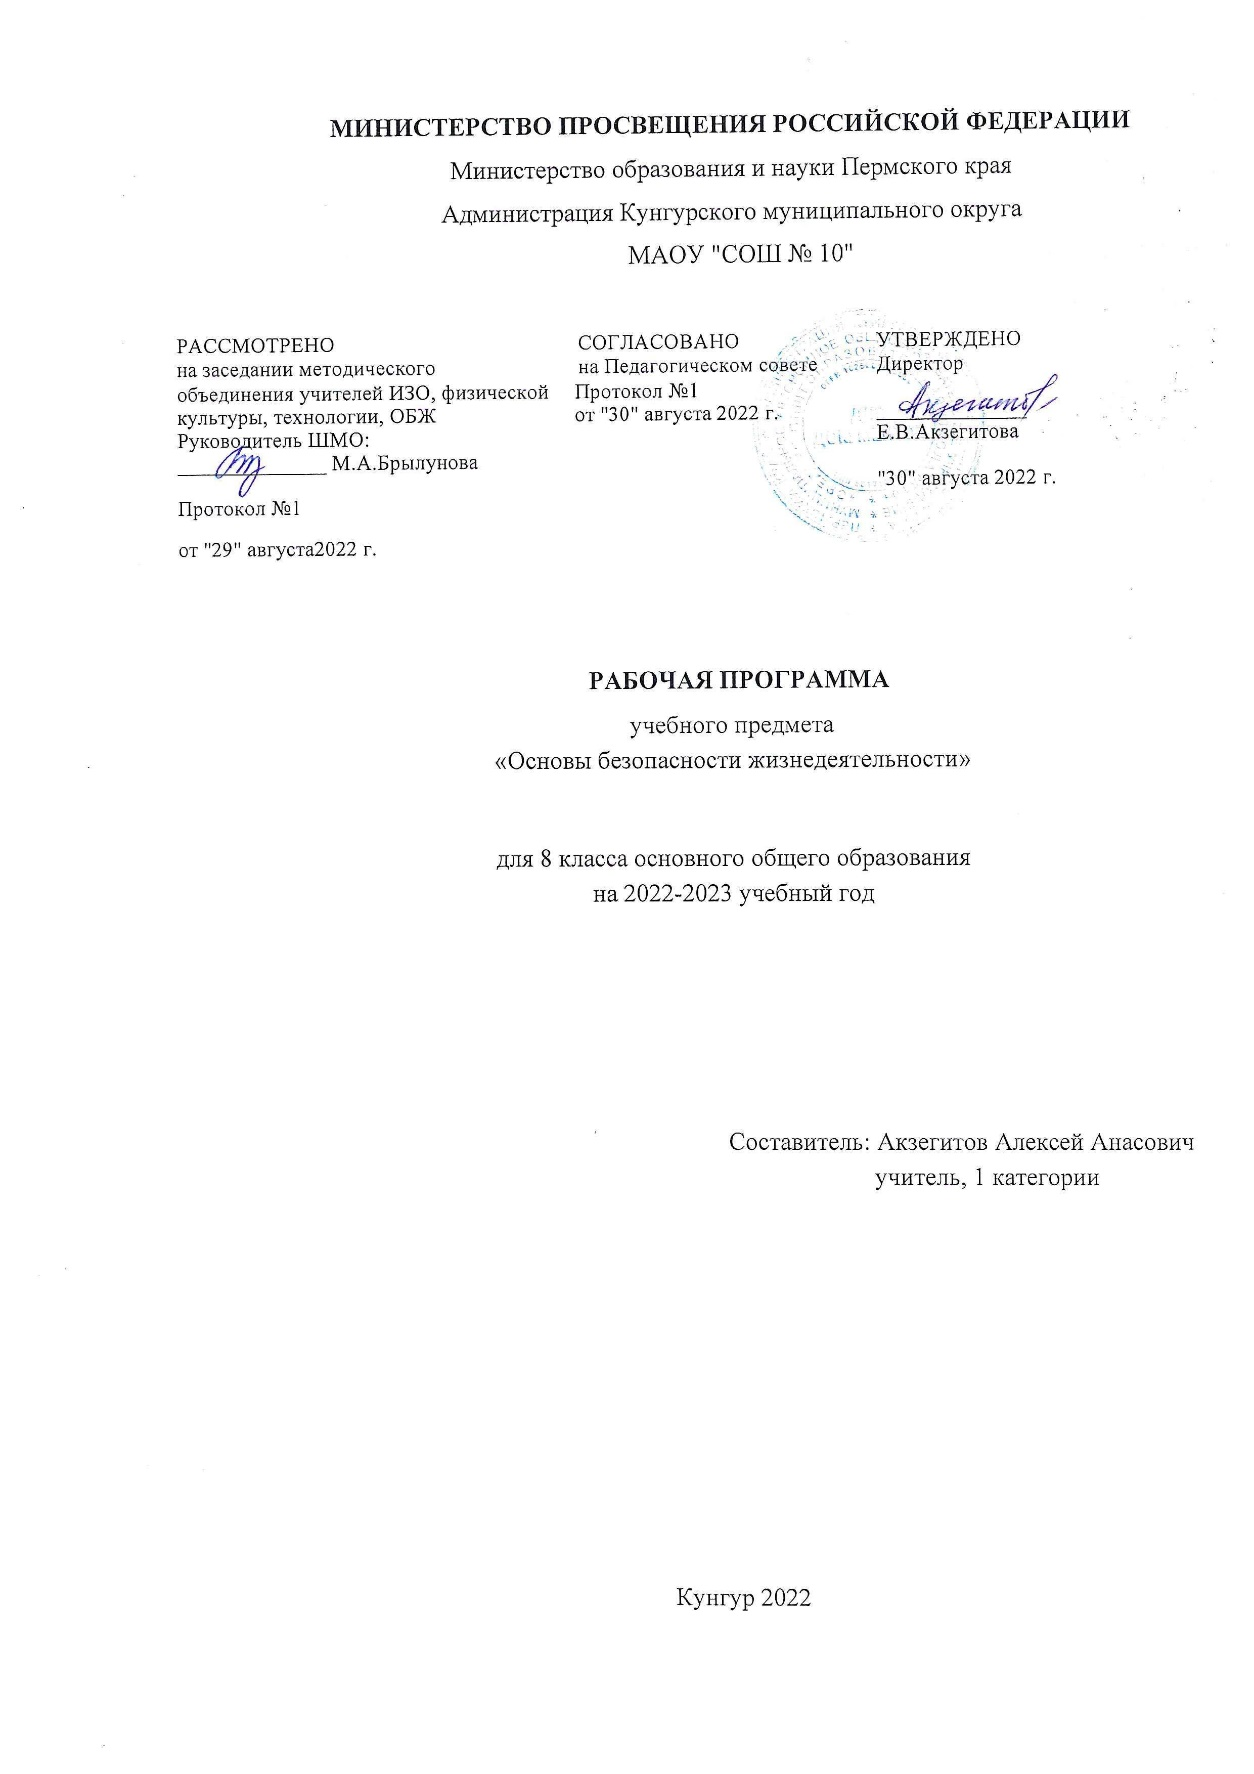 МИНИСТЕРСТВО ПРОСВЕЩЕНИЯ РОССИЙСКОЙ ФЕДЕРАЦИИ
Министерство образования и науки Пермского края
Администрация Кунгурского муниципального округа
МАОУ "СОШ № 10"
РАССМОТРЕНО
на заседании методического
объединения учителей ИЗО, физической
культуры, технологии, ОБЖ
Руководитель ШМО:
М.А.Брылунова
Протокол №1
от "29" августа2022 г.
СОГЛАСОВАНО
на Педагогическом совете
Протокол №1
от "30" августа 2022 г.
УТВЕРЖДЕНО
Директор
Е.В.Акзегитова
"30" августа 2022 г.
РАБОЧАЯ ПРОГРАММА
учебного предмета
«Основы безопасности жизнедеятельности»
для 8 класса основного общего образования
на 2022-2023 учебный год
Составитель: Акзегитов Алексей Анасович
учитель, 1 категории
Кунгур 2022